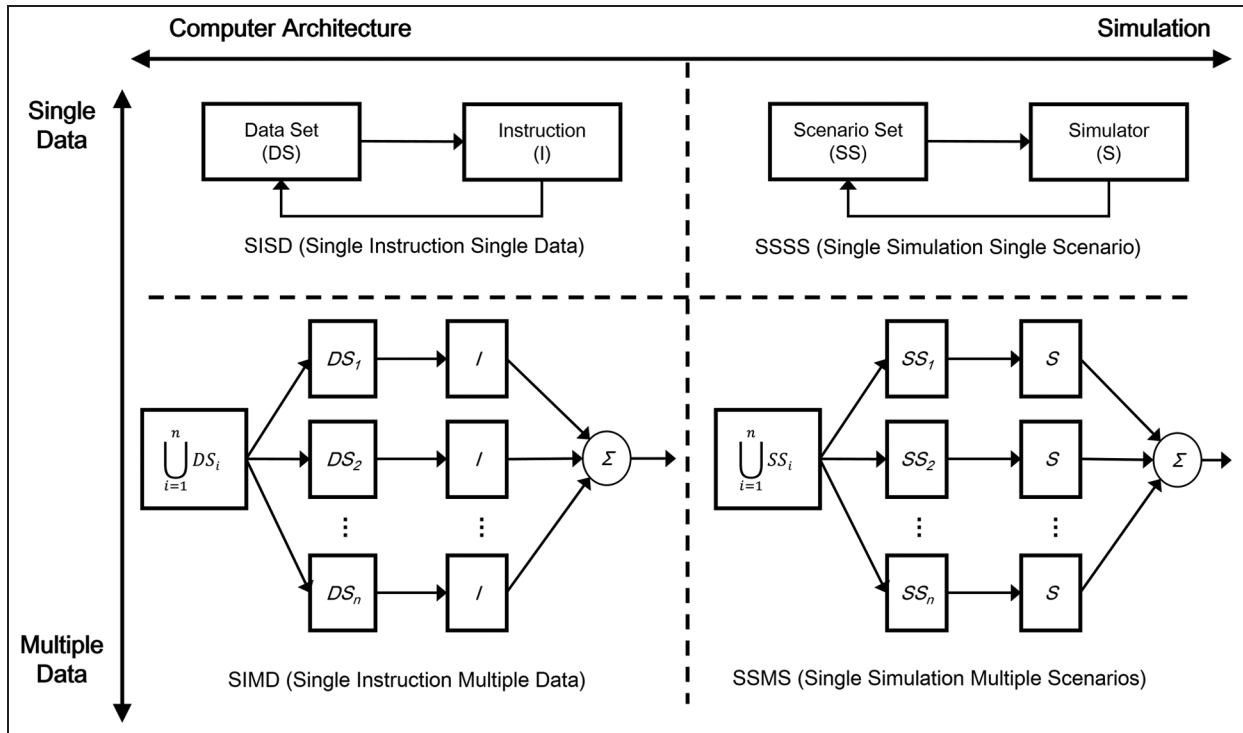 Computer Architecture
Simulation
Single
Data
Data Set
(DS)
Instruction
(I)
SISD (Single Instruction Single Data)
Scenario Set
(SS)
Simulator
(S)
SSSS (Single Simulation Single Scenario)
Multiple
Data
n
⋃ DSᵢ
i=1
DS₁
I
DS₂
I
⋮
⋮
DSₙ
I
Σ
SIMD (Single Instruction Multiple Data)
n
⋃ SSᵢ
i=1
SS₁
S
SS₂
S
⋮
⋮
SSₙ
S
Σ
SSMS (Single Simulation Multiple Scenarios)